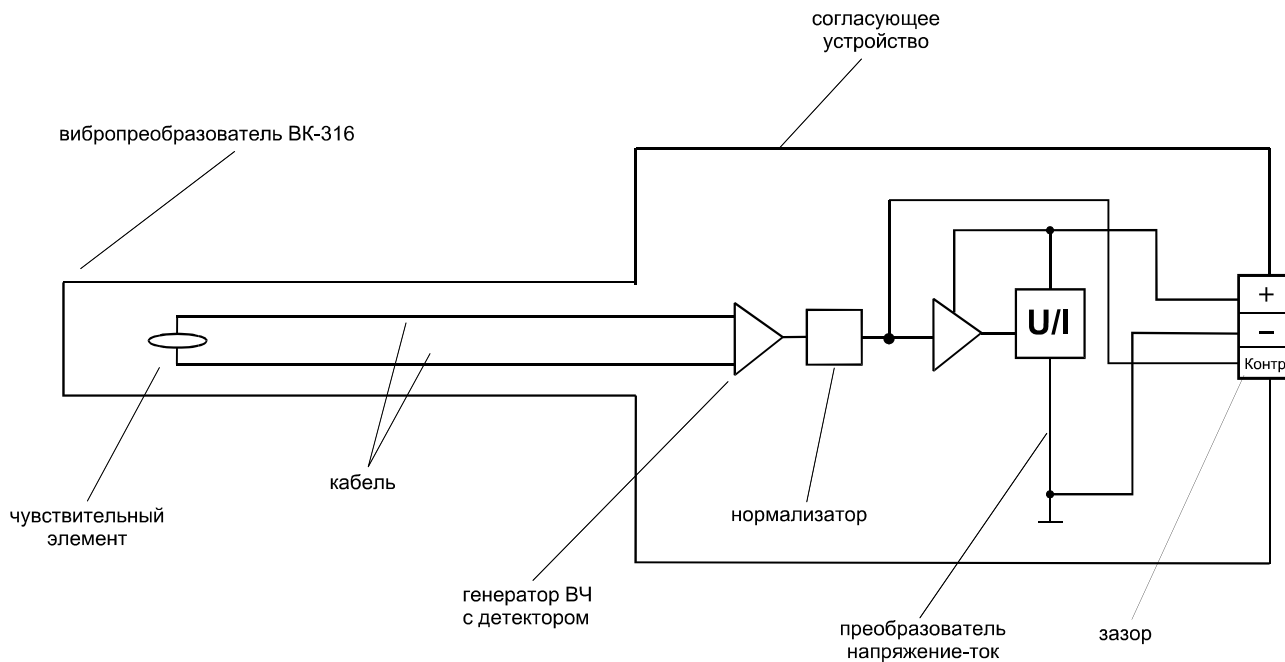 согласующее
устройство
вибропреобразователь ВК-316
+
U/I
–
Контр
кабель
чувствительный
элемент
нормализатор
генератор ВЧ
с детектором
преобразователь
напряжение-ток
зазор